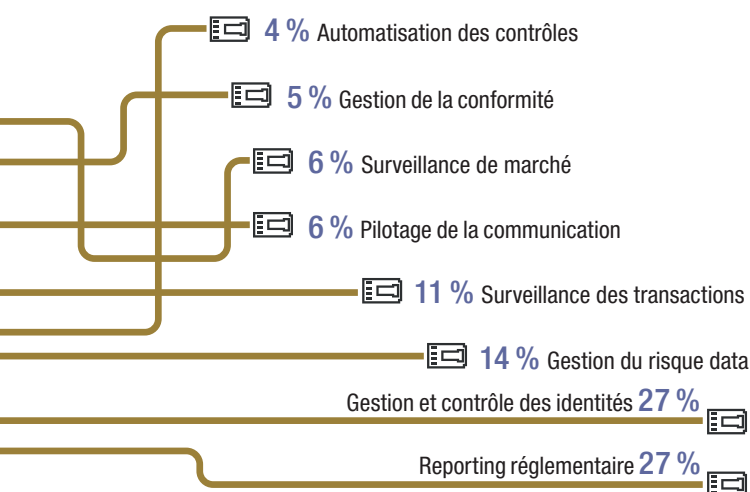 4 % Automatisation des contrôles
5 % Gestion de la conformité
6 % Surveillance de marché
6 % Pilotage de la communication
11 % Surveillance des transactions
14 % Gestion du risque data
Gestion et contrôle des identités 27 %
Reporting réglementaire 27 %